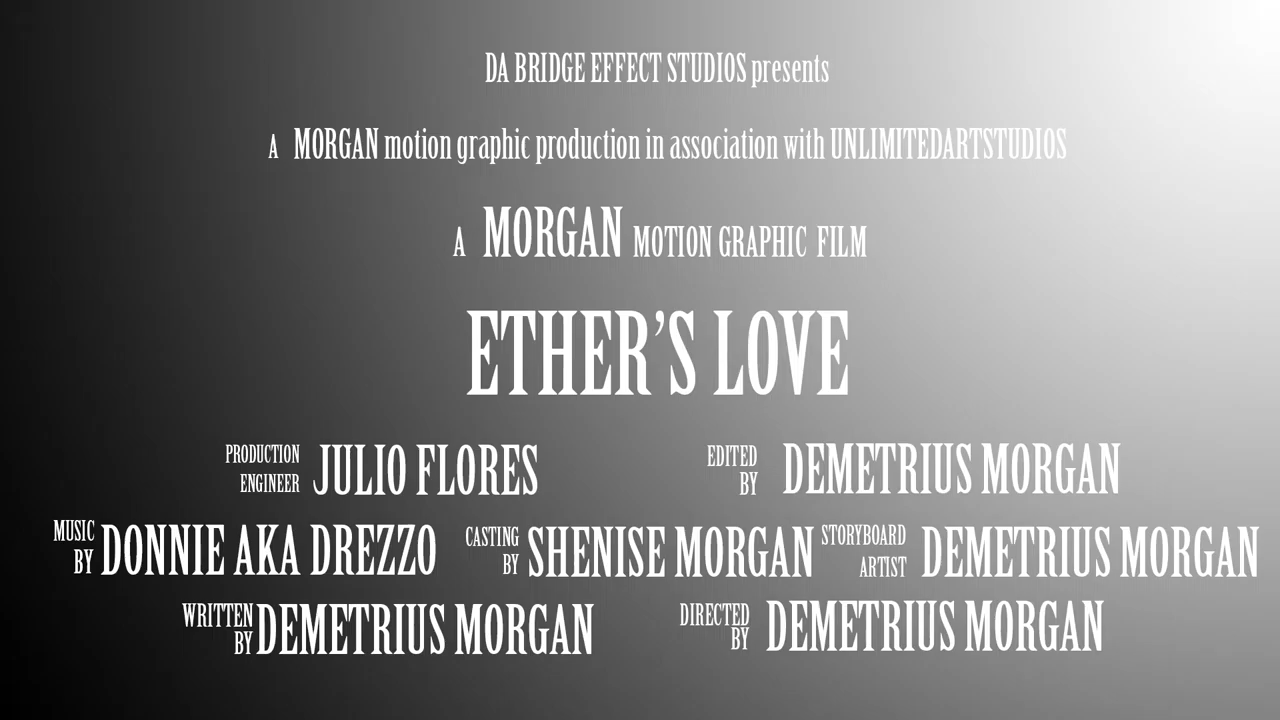 DA BRIDGE EFFECT STUDIOS presents
A MORGAN motion graphic production in association with UNLIMITEDARTSTUDIOS
A MORGAN MOTION GRAPHIC FILM
ETHER'S LOVE
PRODUCTION ENGINEER JULIO FLORES EDITED BY DEMETRIUS MORGAN
MUSIC BY DONNIE AKA DREZZO CASTING BY SHENISE MORGAN STORYBOARD ARTIST DEMETRIUS MORGAN
WRITTEN BY DEMETRIUS MORGAN DIRECTED BY DEMETRIUS MORGAN